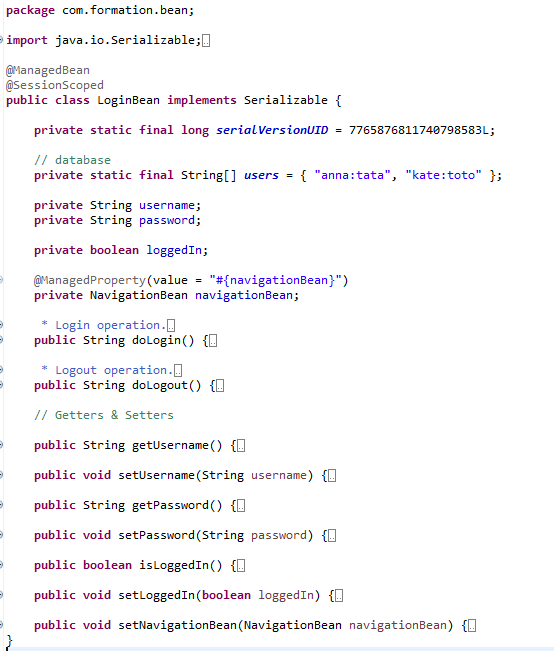 package com.formation.bean;
import java.io.Serializable;
@ManagedBean
@SessionScoped
public class LoginBean implements Serializable {
private static final long serialVersionUID = 7765876811740798583L;
// database
private static final String[] users = { "anna:tata", "kate:toto" };
private String username;
private String password;
private boolean loggedIn;
@ManagedProperty(value = "#{navigationBean}")
private NavigationBean navigationBean;
* Login operation.
public String doLogin() {
* Logout operation.
public String doLogout() {
// Getters & Setters
public String getUsername() {
public void setUsername(String username) {
public String getPassword() {
public void setPassword(String password) {
public boolean isLoggedIn() {
public void setLoggedIn(boolean loggedIn) {
public void setNavigationBean(NavigationBean navigationBean) {
}